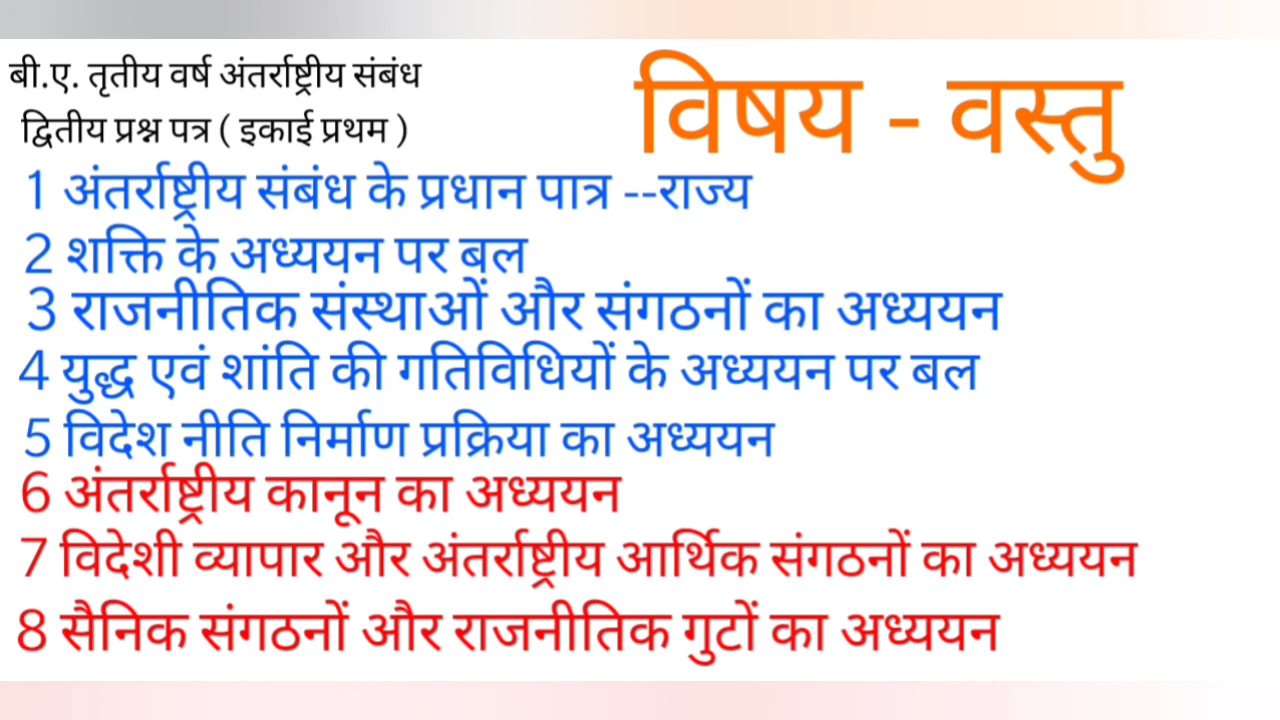 बी.ए. तृतीय वर्ष अंतर्राष्ट्रीय संबंध
द्वितीय प्रश्न पत्र ( इकाई प्रथम )
विषय - वस्तु
1 अंतर्राष्ट्रीय संबंध के प्रधान पात्र --राज्य
2 शक्ति के अध्ययन पर बल
3 राजनीतिक संस्थाओं और संगठनों का अध्ययन
4 युद्ध एवं शांति की गतिविधियों के अध्ययन पर बल
5 विदेश नीति निर्माण प्रक्रिया का अध्ययन
6 अंतर्राष्ट्रीय कानून का अध्ययन
7 विदेशी व्यापार और अंतर्राष्ट्रीय आर्थिक संगठनों का अध्ययन
8 सैनिक संगठनों और राजनीतिक गुटों का अध्ययन